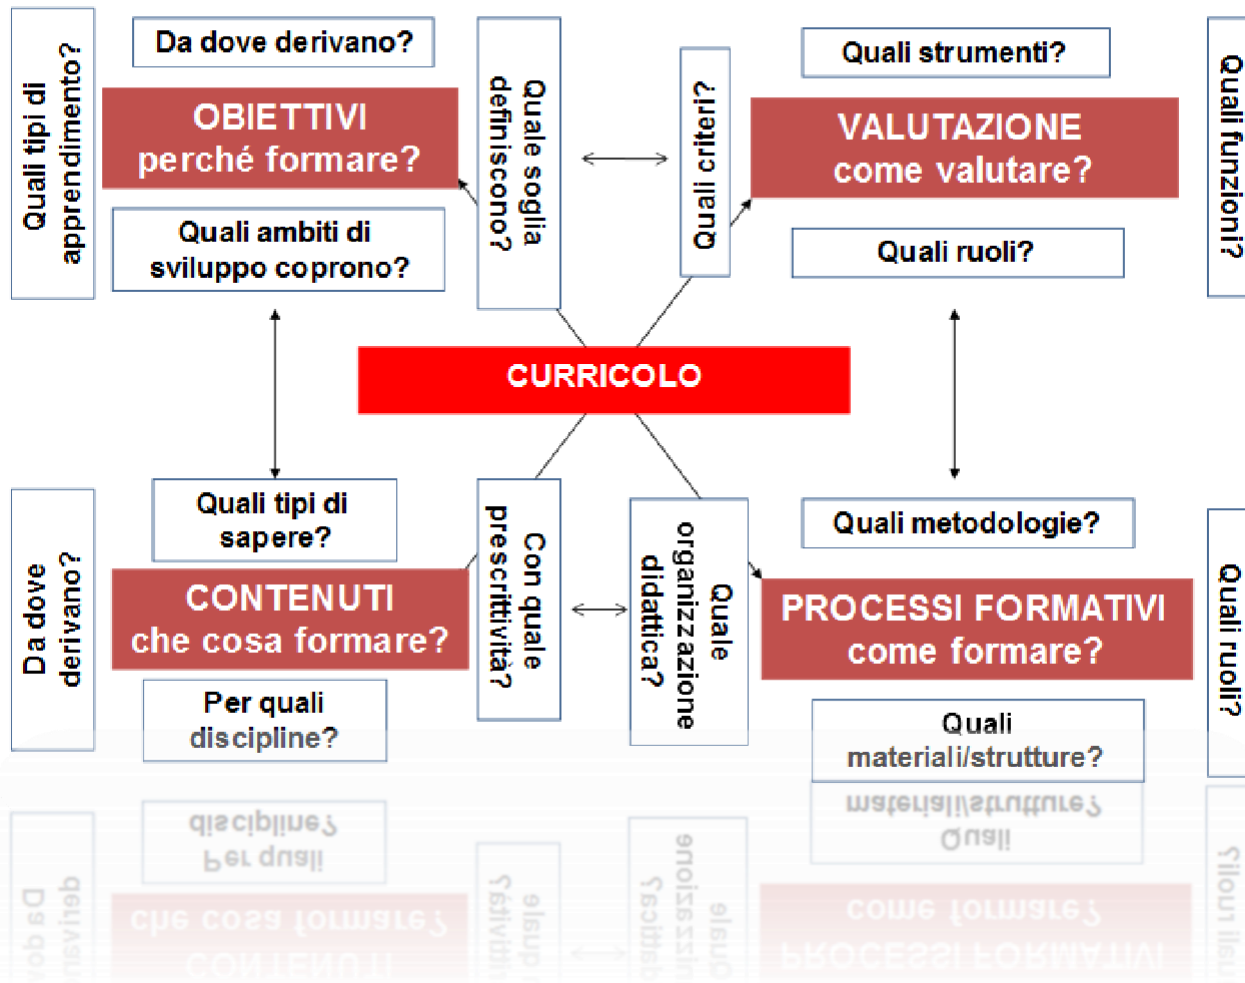 Quali tipi di
apprendimento?
Da dove derivano?
OBIETTIVI
perché formare?
Quali ambiti di
sviluppo coprono?
Quale soglia
definiscono?
Quali criteri?
Quali strumenti?
VALUTAZIONE
come valutare?
Quali ruoli?
Quali funzioni?
CURRICOLO
Da dove
derivano?
Quali tipi di
sapere?
CONTENUTI
che cosa formare?
Per quali
discipline?
Con quale
prescrittività?
Quale
organizzazione
didattica?
Quali metodologie?
PROCESSI FORMATIVI
come formare?
Quali
materiali/strutture?
Quali ruoli?